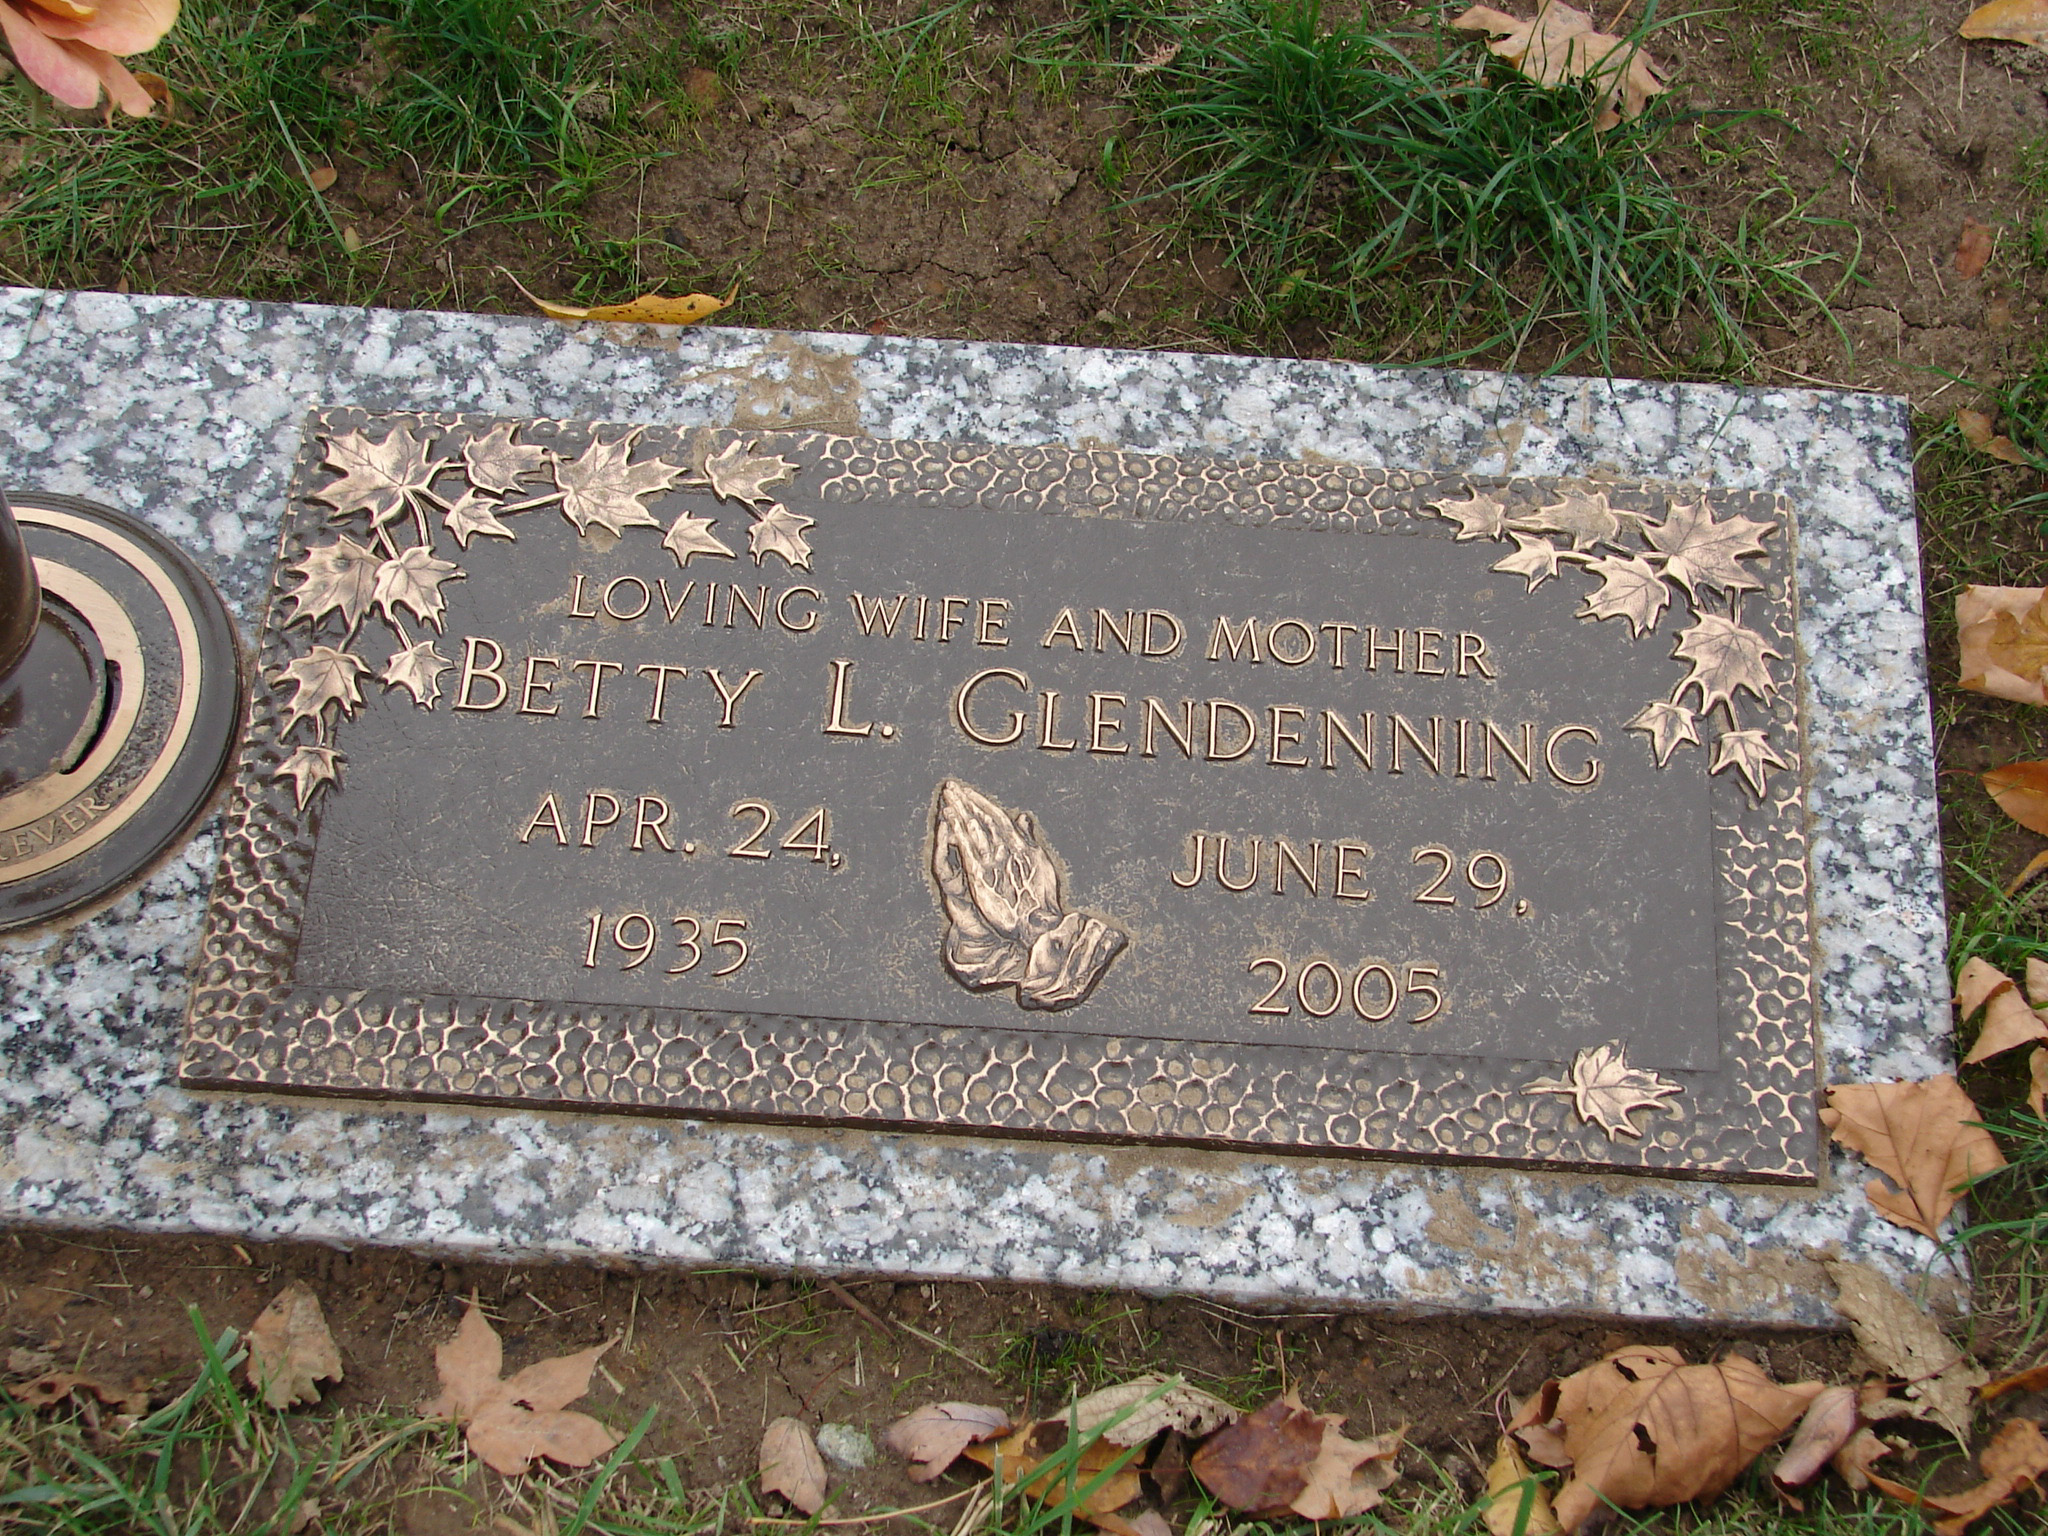 LOVING WIFE AND MOTHER
BETTY L. GLENDENNING
APR. 24, JUNE 29,
1935 2005